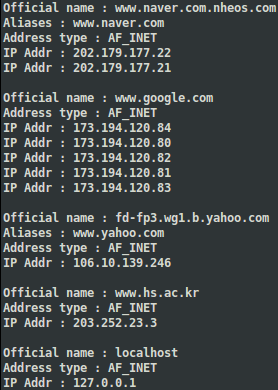 Official name : www.naver.com.nheos.com
Aliases : www.naver.com
Address type : AF_INET
IP Addr : 202.179.177.22
IP Addr : 202.179.177.21
Official name : www.google.com
Address type : AF_INET
IP Addr : 173.194.120.84
IP Addr : 173.194.120.80
IP Addr : 173.194.120.82
IP Addr : 173.194.120.81
IP Addr : 173.194.120.83
Official name : fd-fp3.wg1.b.yahoo.com
Aliases : www.yahoo.com
Address type : AF_INET
IP Addr : 106.10.139.246
Official name : www.hs.ac.kr
Address type : AF_INET
IP Addr : 203.252.23.3
Official name : localhost
Address type : AF_INET
IP Addr : 127.0.0.1